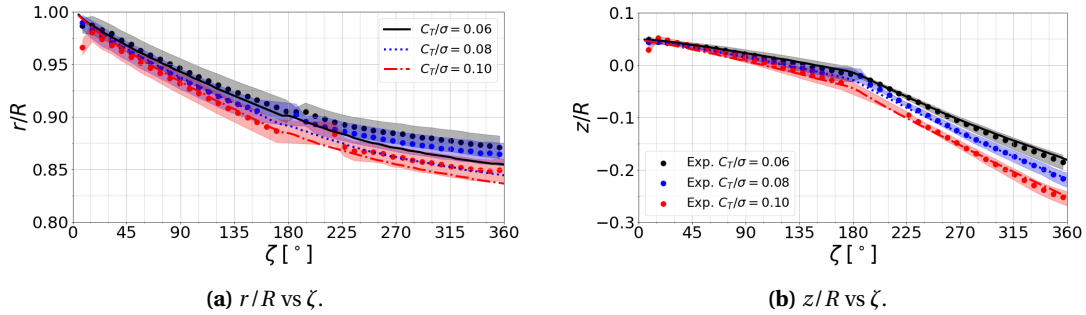 1.00
0.95
0.90
0.85
0.80
r/R
0 45 90 135 180 225 270 315 360
ζ [°]
C_T/σ = 0.06
C_T/σ = 0.08
C_T/σ = 0.10
(a) r/R vs ζ.
0.1
0.0
−0.1
−0.2
−0.3
z/R
0 45 90 135 180 225 270 315 360
ζ [°]
Exp. C_T/σ = 0.06
Exp. C_T/σ = 0.08
Exp. C_T/σ = 0.10
(b) z/R vs ζ.